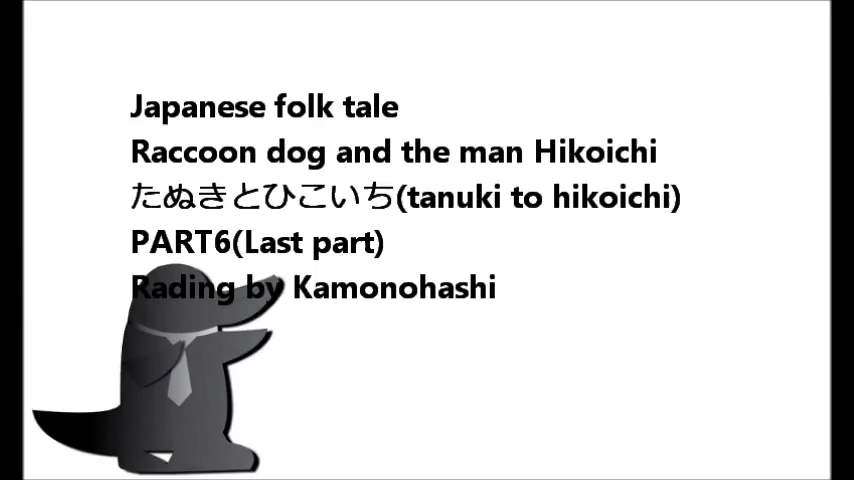 Japanese folk tale
Raccoon dog and the man Hikoichi
たぬきとひこいち(tanuki to hikoichi)
PART6(Last part)
Rading by Kamonohashi